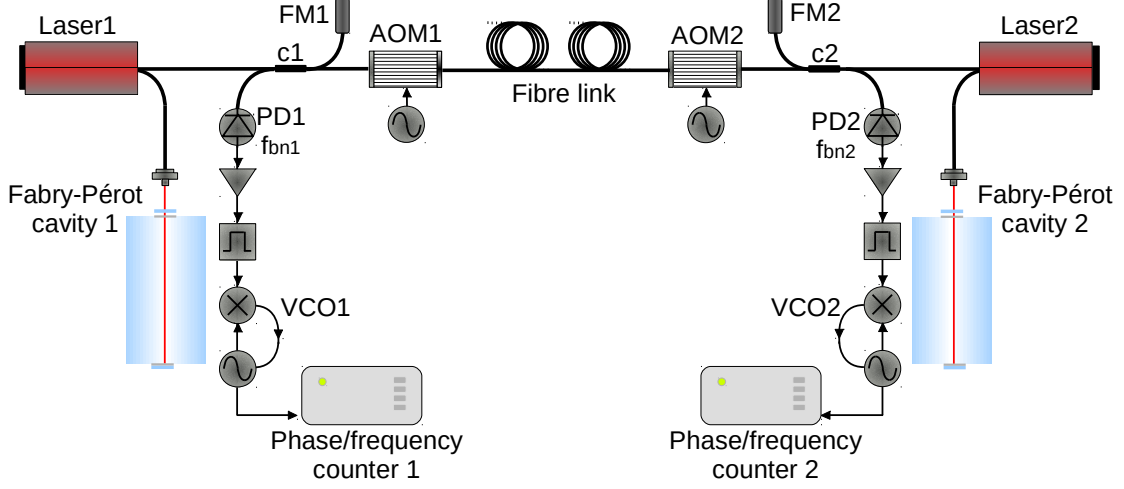 FM1
FM2
Laser1
Laser2
c1
AOM1
AOM2
c2
Fibre link
PD1
fbn1
PD2
fbn2
Fabry-Pérot
cavity 1
Fabry-Pérot
cavity 2
VCO1
VCO2
Phase/frequency
counter 1
Phase/frequency
counter 2